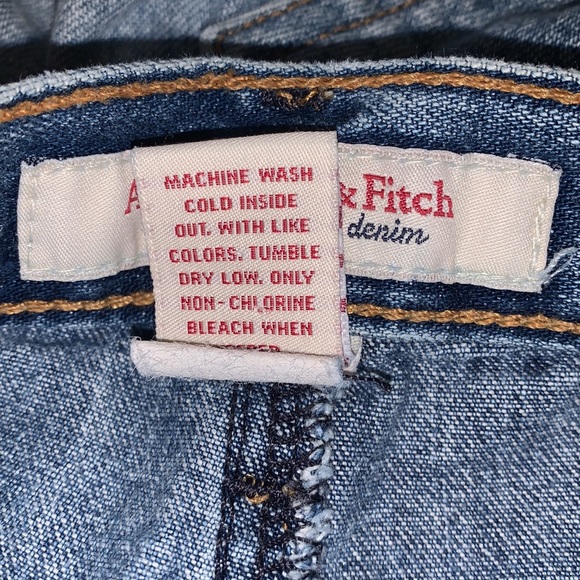 MACHINE WASH
COLD INSIDE
OUT. WITH LIKE
COLORS. TUMBLE
DRY LOW. ONLY
NON-CHLORINE
BLEACH WHEN
A
& Fitch
denim